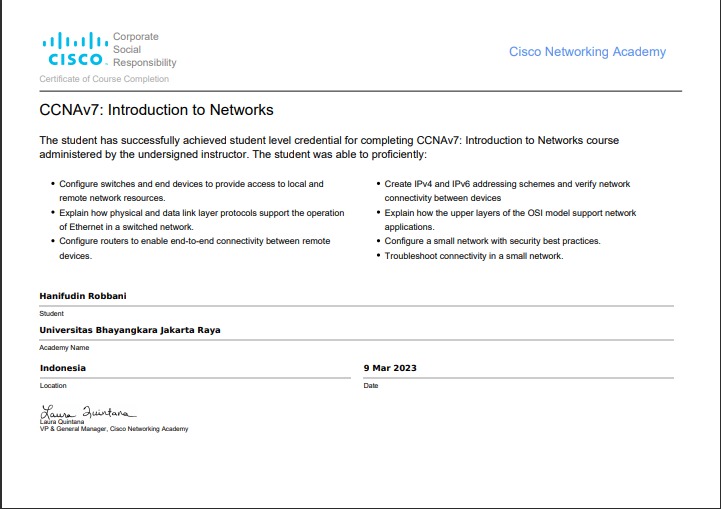 Corporate
Social
Responsibility
CISCO
Cisco Networking Academy
Certificate of Course Completion
CCNAv7: Introduction to Networks
The student has successfully achieved student level credential for completing CCNAv7: Introduction to Networks course
administered by the undersigned instructor. The student was able to proficiently:
• Configure switches and end devices to provide access to local and
remote network resources.
• Explain how physical and data link layer protocols support the operation
of Ethernet in a switched network.
• Configure routers to enable end-to-end connectivity between remote
devices.
• Create IPv4 and IPv6 addressing schemes and verify network
connectivity between devices
• Explain how the upper layers of the OSI model support network
applications.
• Configure a small network with security best practices.
• Troubleshoot connectivity in a small network.
Hanifudin Robbani
Student
Universitas Bhayangkara Jakarta Raya
Academy Name
Indonesia
Location
9 Mar 2023
Date
Laura Quintana
Laura Quintana
VP & General Manager, Cisco Networking Academy